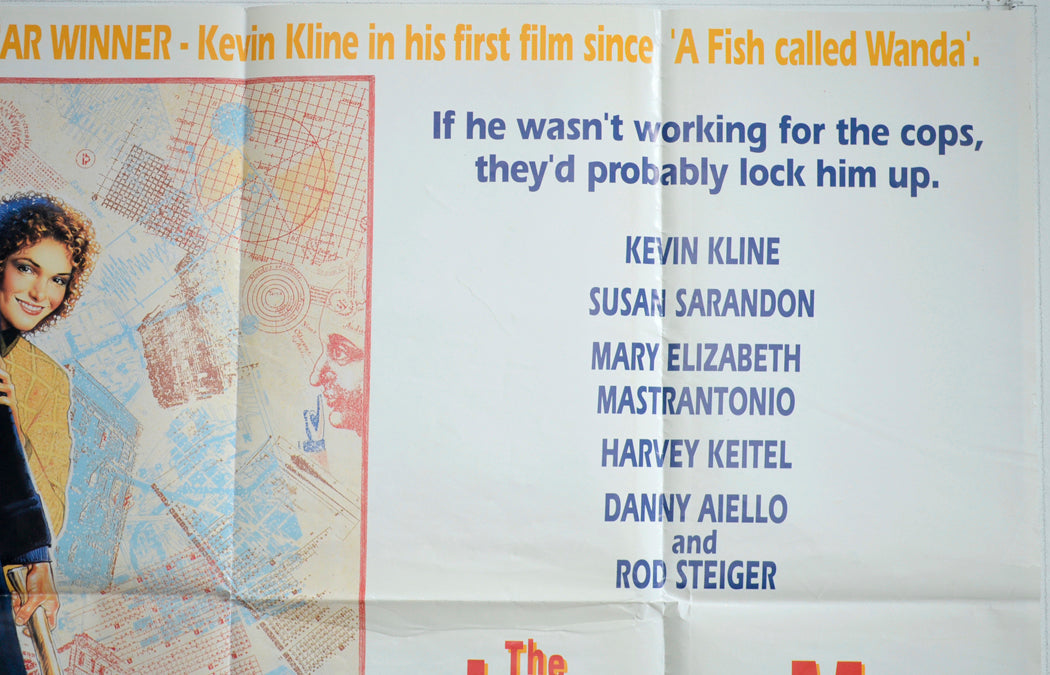 AR WINNER - Kevin Kline in his first film since 'A Fish called Wanda'.
If he wasn't working for the cops,
they'd probably lock him up.
KEVIN KLINE
SUSAN SARANDON
MARY ELIZABETH
MASTRANTONIO
HARVEY KEITEL
DANNY AIELLO
and
ROD STEIGER
The